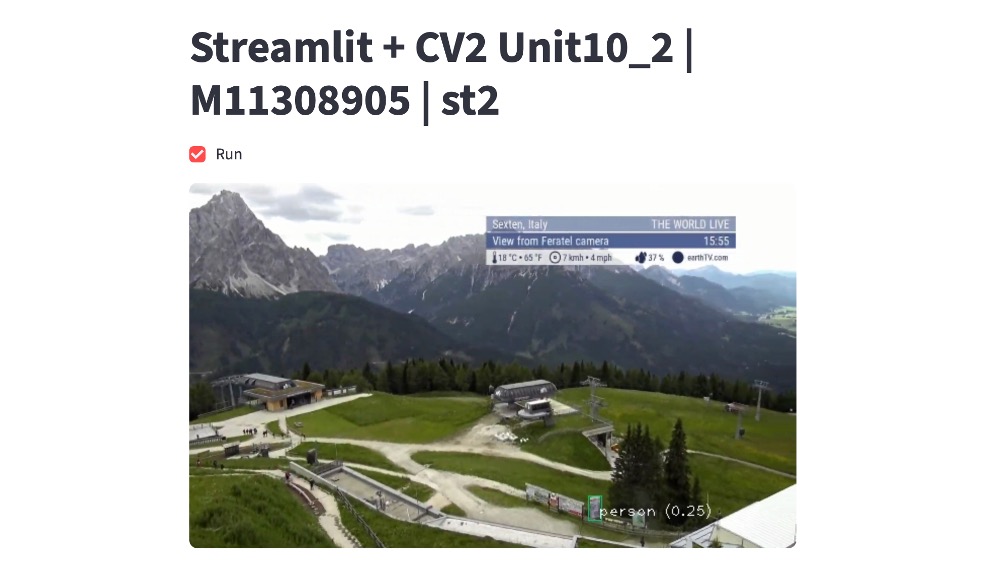 Streamlit + CV2 Unit10_2 |
M11308905 | st2
Run
Sexten, Italy THE WORLD LIVE
View from Feratel camera 15:55
18 °C • 65 °F 7 kmh • 4 mph 37 % earthTV.com
person (0.25)